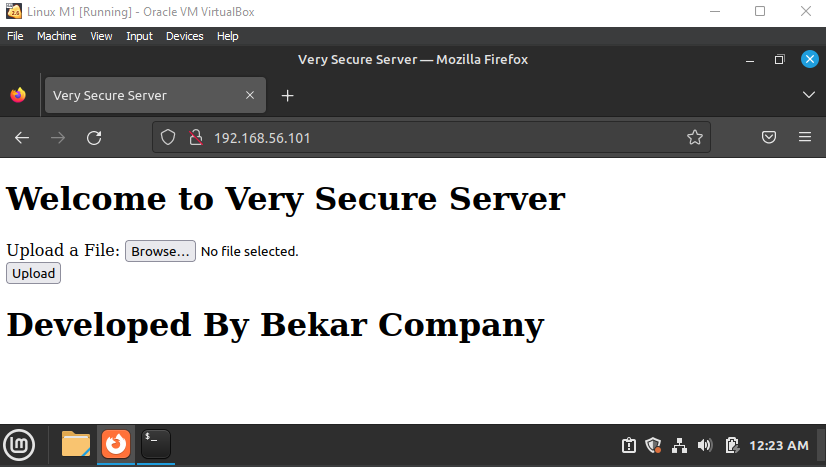 Linux M1 [Running] - Oracle VM VirtualBox
File Machine View Input Devices Help
Very Secure Server — Mozilla Firefox
Very Secure Server
192.168.56.101
Welcome to Very Secure Server
Upload a File: Browse... No file selected.
Upload
Developed By Bekar Company
12:23 AM